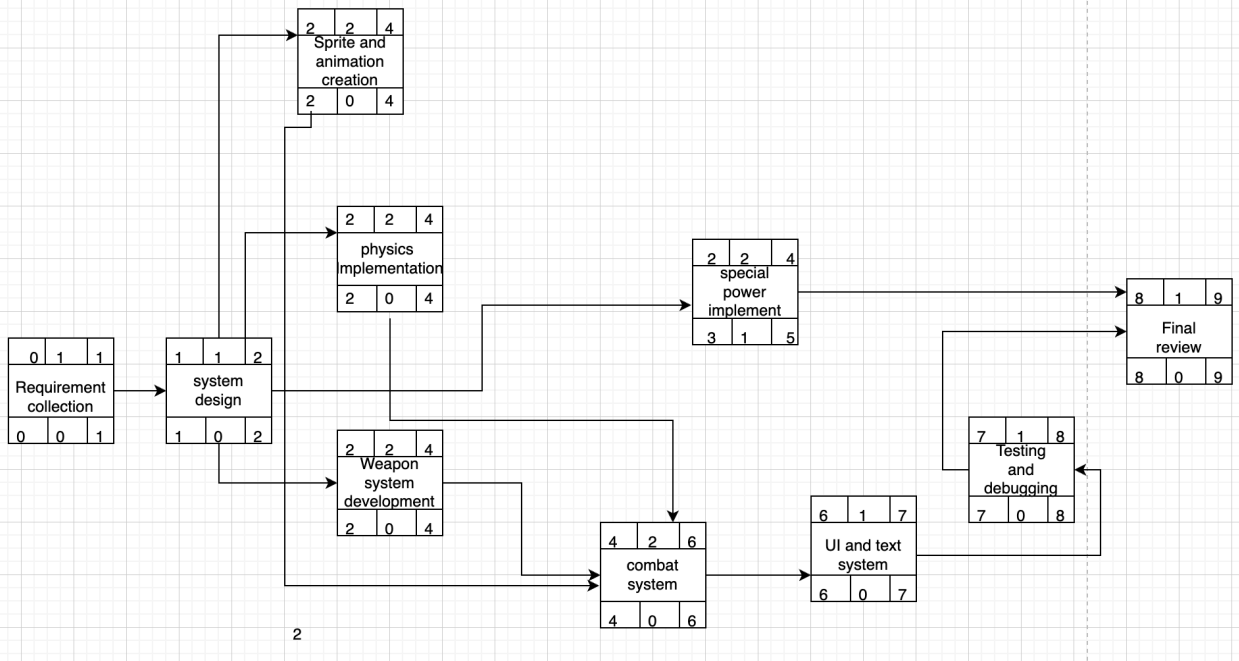 2 2 4
Sprite and
animation
creation
2 0 4
2 2 4
physics
Implementation
2 0 4
2 2 4
special
power
implement
3 1 5
8 1 9
Final
review
8 0 9
0 1 1
Requirement
collection
0 0 1
1 1 2
system
design
1 0 2
2 2 4
Weapon
system
development
2 0 4
7 1 8
Testing
and
debugging
7 0 8
4 2 6
combat
system
4 0 6
6 1 7
UI and text
system
6 0 7
2